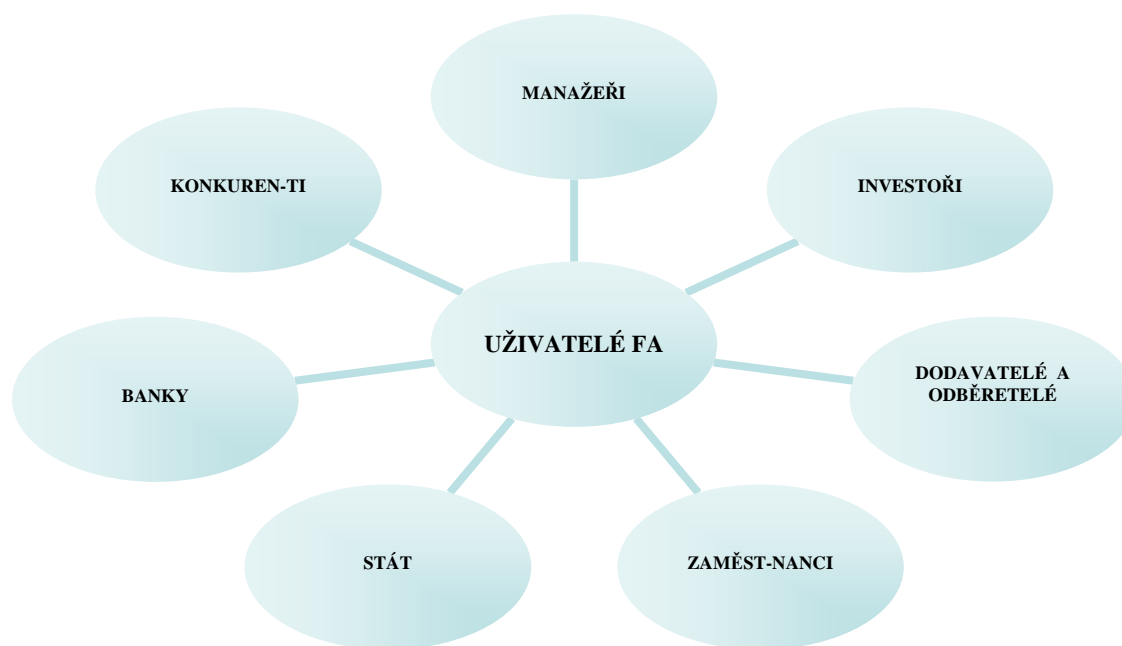 MANAŽEŘI
KONKUREN-TI
INVESTOŘI
UŽIVATELÉ FA
DODAVATELÉ A
ODBĚRETELÉ
BANKY
STÁT
ZAMĚST-NANCI